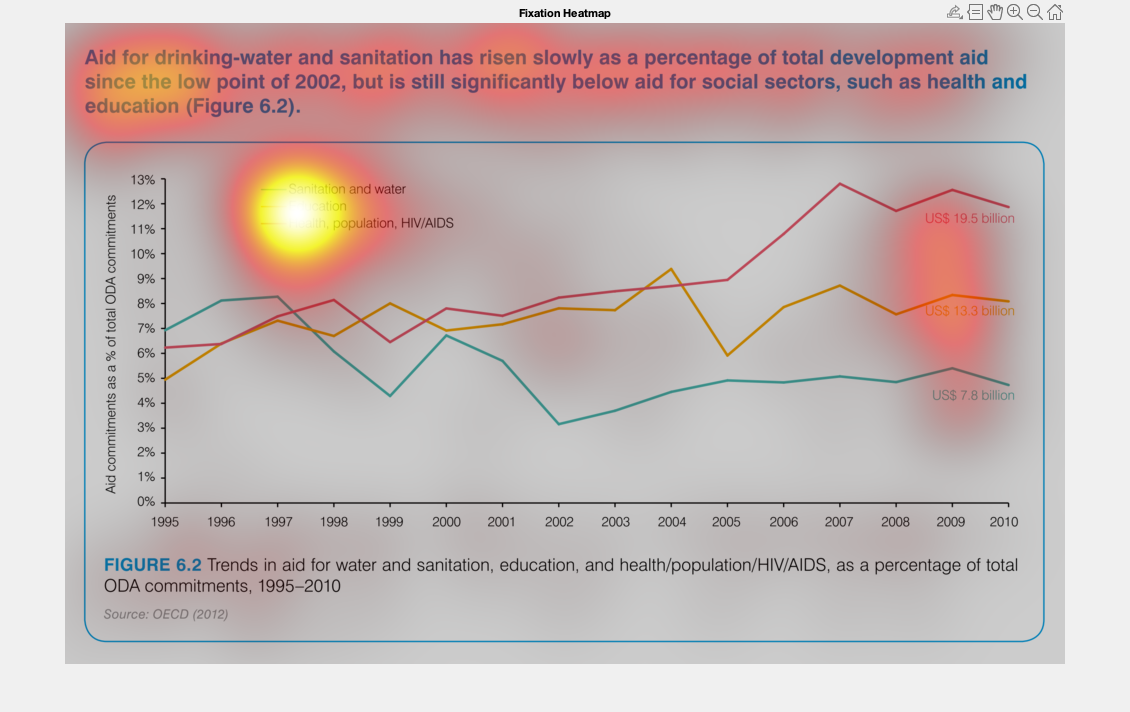 Fixation Heatmap
Aid for drinking-water and sanitation has risen slowly as a percentage of total development aid
since the low point of 2002, but is still significantly below aid for social sectors, such as health and
education (Figure 6.2).
Aid commitments as a % of total ODA commitments
13%
12%
11%
10%
9%
8%
7%
6%
5%
4%
3%
2%
1%
0%
Sanitation and water
population, HIV/AIDS
US$ 19.5 billion
US$ 13.3 billion
US$ 7.8 billion
1995 1996 1997 1998 1999 2000 2001 2002 2003 2004 2005 2006 2007 2008 2009 2010
FIGURE 6.2 Trends in aid for water and sanitation, education, and health/population/HIV/AIDS, as a percentage of total
ODA commitments, 1995–2010
Source: OECD (2012)